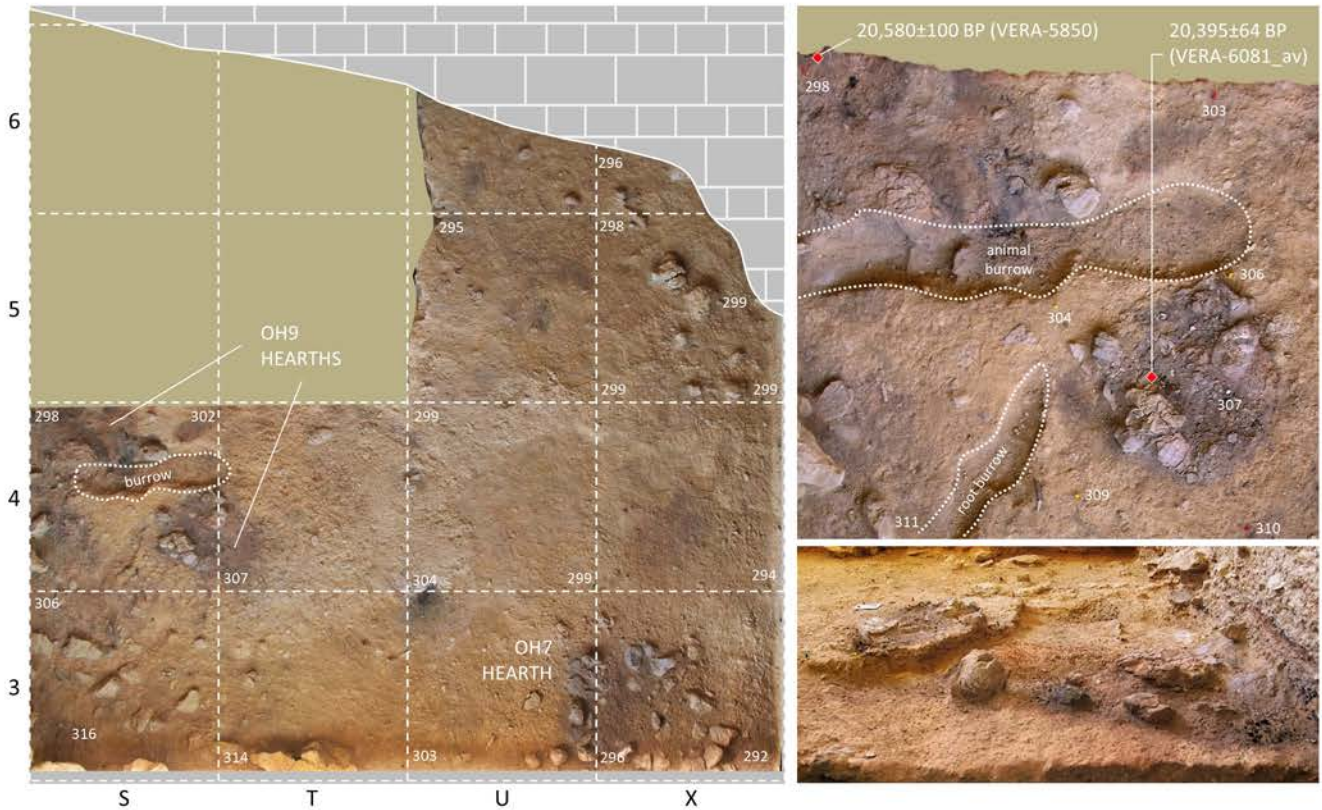 6
5
4
3
S
T
U
X
296
295
298
299
OH9
HEARTHS
299
299
298
302
299
burrow
307
304
299
294
306
OH7
HEARTH
316
314
303
296
292
20,580±100 BP (VERA-5850)
20,395±64 BP
(VERA-6081_av)
298
303
animal
burrow
306
304
307
root burrow
309
311
310